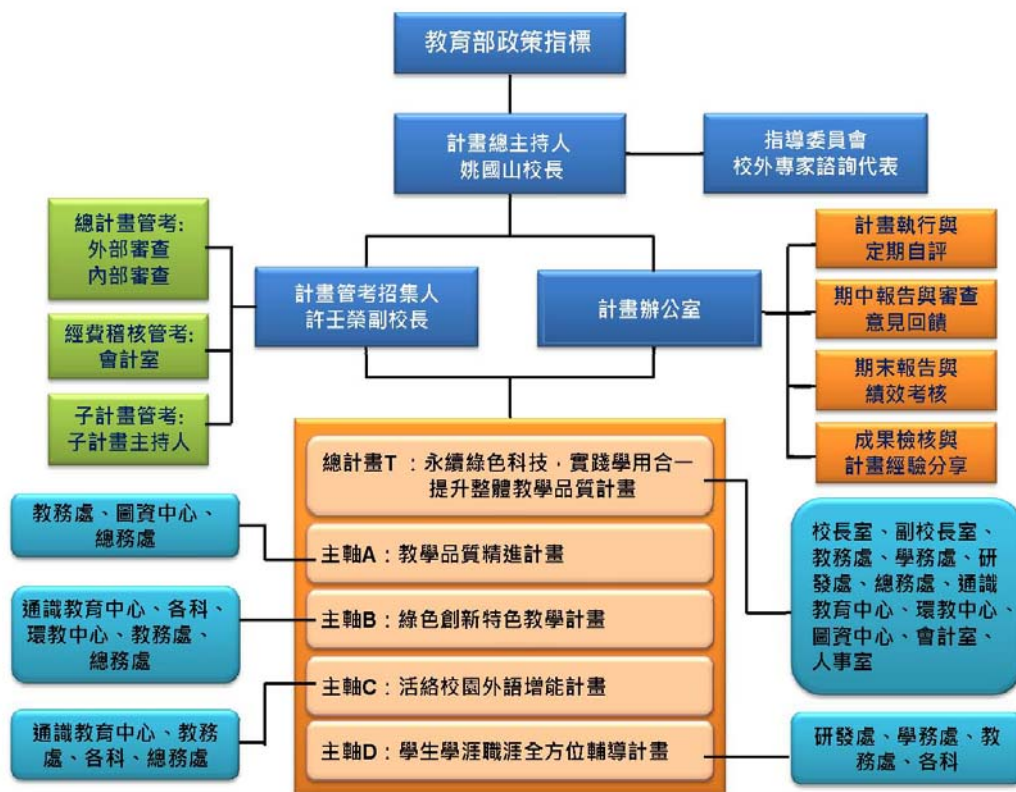 教育部政策指標
計畫總主持人
姚國山校長
指導委員會
校外專家諮詢代表
總計畫管考:
外部審查
內部審查
經費稽核管考:
會計室
子計畫管考:
子計畫主持人
計畫管考招集人
許壬榮副校長
計畫辦公室
計畫執行與
定期自評
期中報告與審查
意見回饋
期末報告與
績效考核
成果檢核與
計畫經驗分享
總計畫T：永續綠色科技，實踐學用合一
提升整體教學品質計畫
主軸A：教學品質精進計畫
主軸B：綠色創新特色教學計畫
主軸C：活絡校園外語增能計畫
主軸D：學生學涯職涯全方位輔導計畫
教務處、圖資中心、
總務處
通識教育中心、各科、
環教中心、教務處、
總務處
通識教育中心、教務
處、各科、總務處
校長室、副校長室、
教務處、學務處、研
發處、總務處、通識
教育中心、環教中心、
圖資中心、會計室、
人事室
研發處、學務處、教
務處、各科